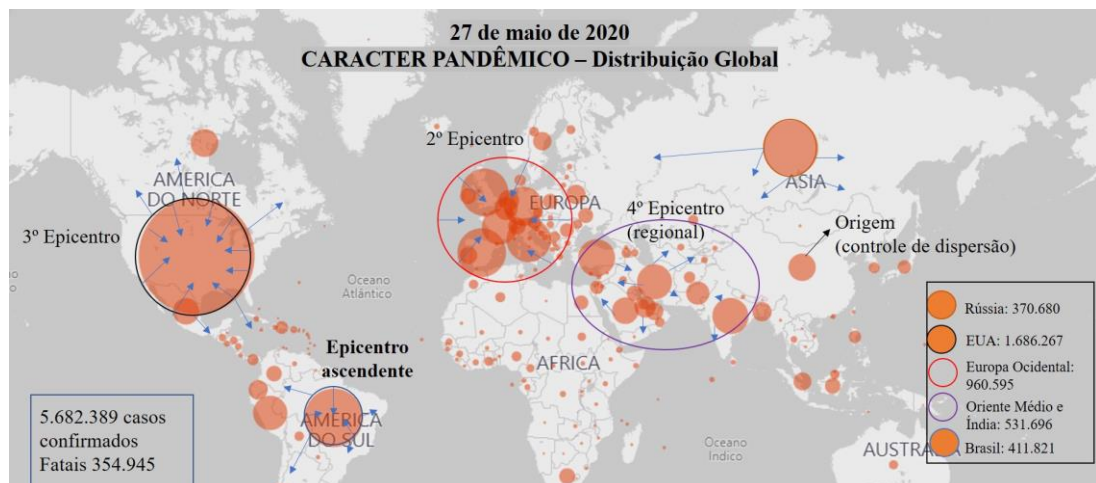 27 de maio de 2020
CARACTER PANDÊMICO – Distribuição Global
2º Epicentro
AMERICA
DO NORTE
EUROPA
ASIA
3º Epicentro
4º Epicentro
(regional)
Origem
(controle de dispersão)
Oceano
Atlântico
Rússia: 370.680
EUA: 1.686.267
Europa Ocidental:
960.595
Oriente Médio e
Índia: 531.696
Brasil: 411.821
Epicentro
ascendente
AFRICA
AMÉRICA
DO SUL
5.682.389 casos
confirmados
Fatais 354.945
Oceano
Índico
AUSTRALIA